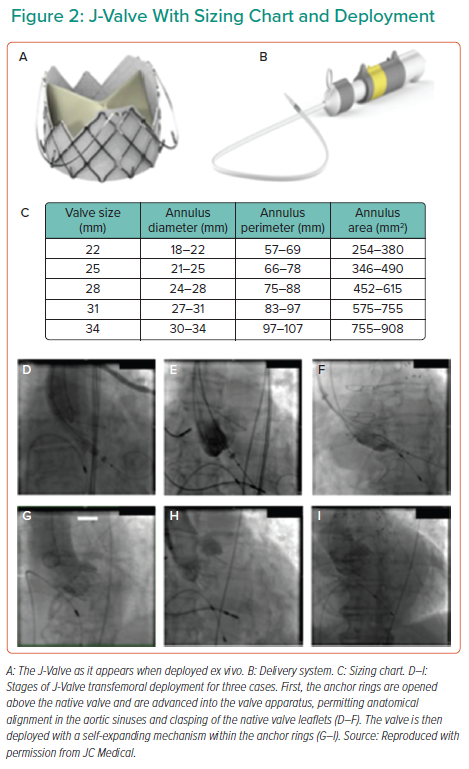 Figure 2: J-Valve With Sizing Chart and Deployment
A
B
C
Valve size (mm) Annulus diameter (mm) Annulus perimeter (mm) Annulus area (mm²)
22 18–22 57–69 254–380
25 21–25 66–78 346–490
28 24–28 75–88 452–615
31 27–31 83–97 575–755
34 30–34 97–107 755–908
D
E
F
G
H
I
A: The J-Valve as it appears when deployed ex vivo. B: Delivery system. C: Sizing chart. D–I:
Stages of J-Valve transfemoral deployment for three cases. First, the anchor rings are opened
above the native valve and are advanced into the valve apparatus, permitting anatomical
alignment in the aortic sinuses and clasping of the native valve leaflets (D–F). The valve is then
deployed with a self-expanding mechanism within the anchor rings (G–I). Source: Reproduced with
permission from JC Medical.